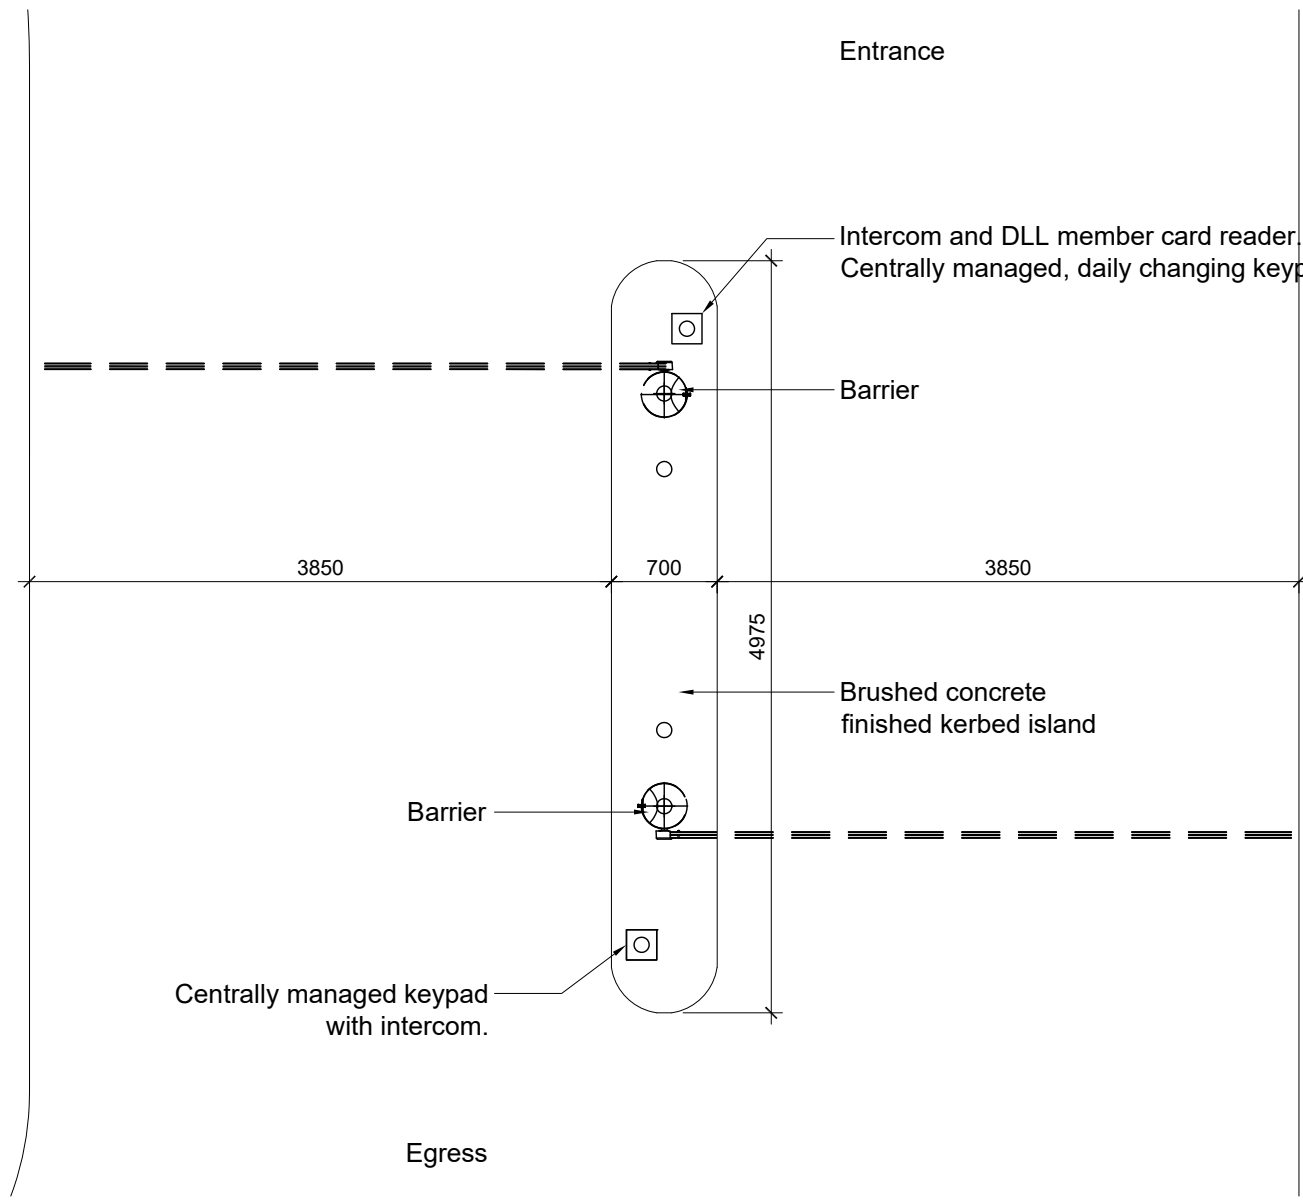 Entrance
Intercom and DLL member card reader.
Centrally managed, daily changing
Barrier
3850
700
3850
4975
Brushed concrete
finished kerbed island
Barrier
Centrally managed keypad
with intercom.
Egress